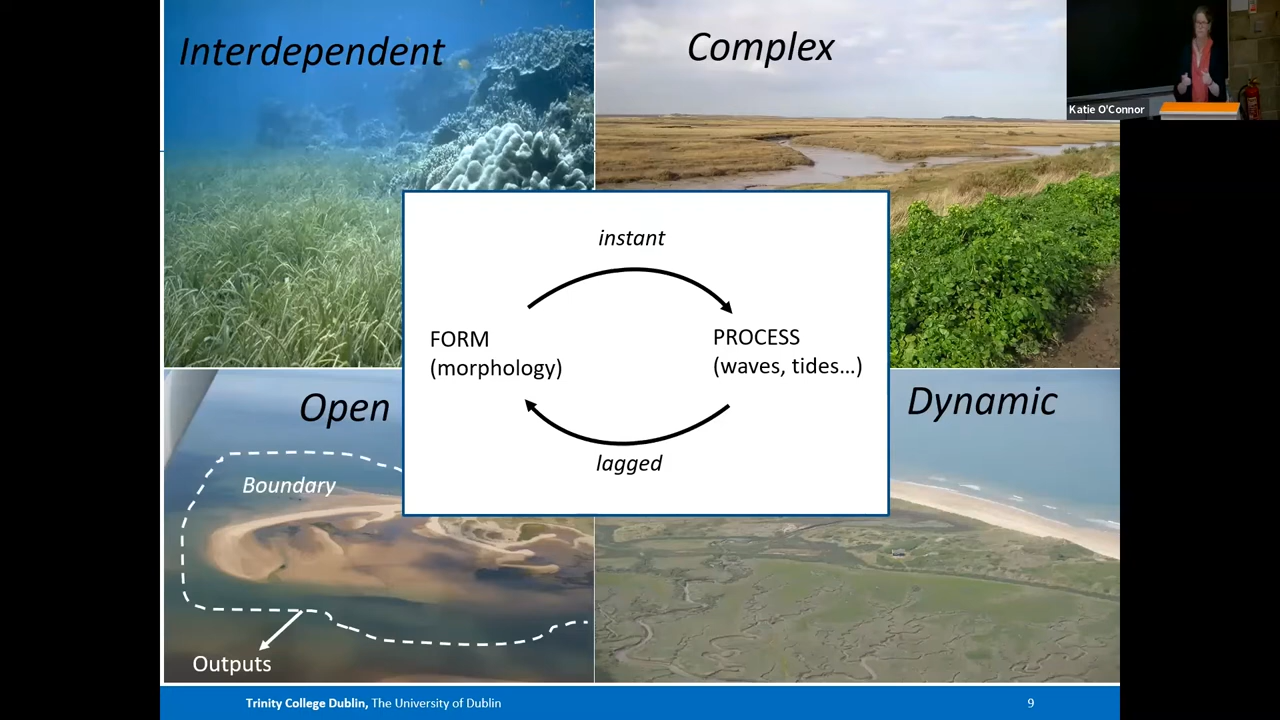 Interdependent
Complex
Katie O'Connor
instant
FORM
(morphology)
PROCESS
(waves, tides...)
lagged
Open
Dynamic
Boundary
Outputs
Trinity College Dublin, The University of Dublin
9